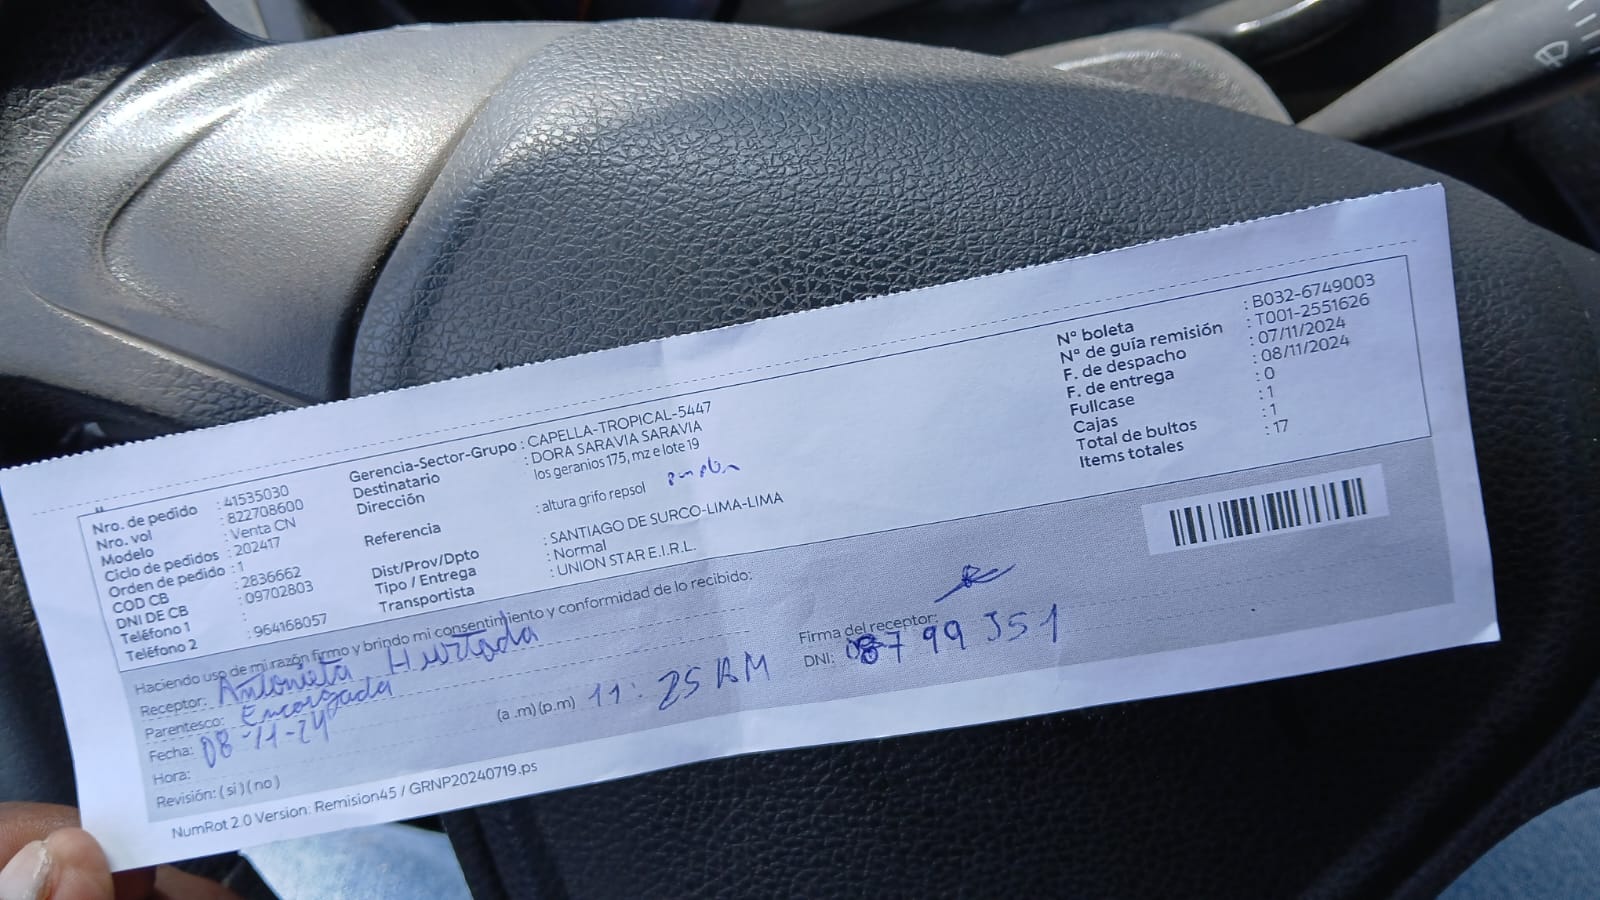 Nro. de pedido : 41535030
Nro. vol : 822708600
Modelo : Venta CN
Ciclo de pedidos : 202417
Orden de pedido : 1
COD CB : 2836662
DNI DE CB : 09702803
Teléfono 1 :
Teléfono 2 : 964168057
Gerencia-Sector-Grupo : CAPELLA-TROPICAL-5447
Destinatario : DORA SARAVIA SARAVIA
Dirección : los geranios 175, mz e lote 19
Referencia : altura grifo repsol
Dist/Prov/Dpto : SANTIAGO DE SURCO-LIMA-LIMA
Tipo / Entrega : Normal
Transportista : UNION STAR E.I.R.L.
N° boleta : B032-6749003
N° de guía remisión : T001-2551626
F. de despacho : 07/11/2024
F. de entrega : 08/11/2024
Fullcase : 0
Cajas : 1
Total de bultos : 1
Items totales : 17
Haciendo uso de mi razón firmo y brindo mi consentimiento y conformidad de lo recibido:
Receptor: Antonieta Hurtado
Parentesco: Encargada
Fecha: 08-11-24
Hora: (a .m) (p.m) 11:25 AM
Revisión: ( si ) ( no )
Firma del receptor:
DNI: 8799351
NumRot 2.0 Version: Remision45 / GRNP20240719.ps